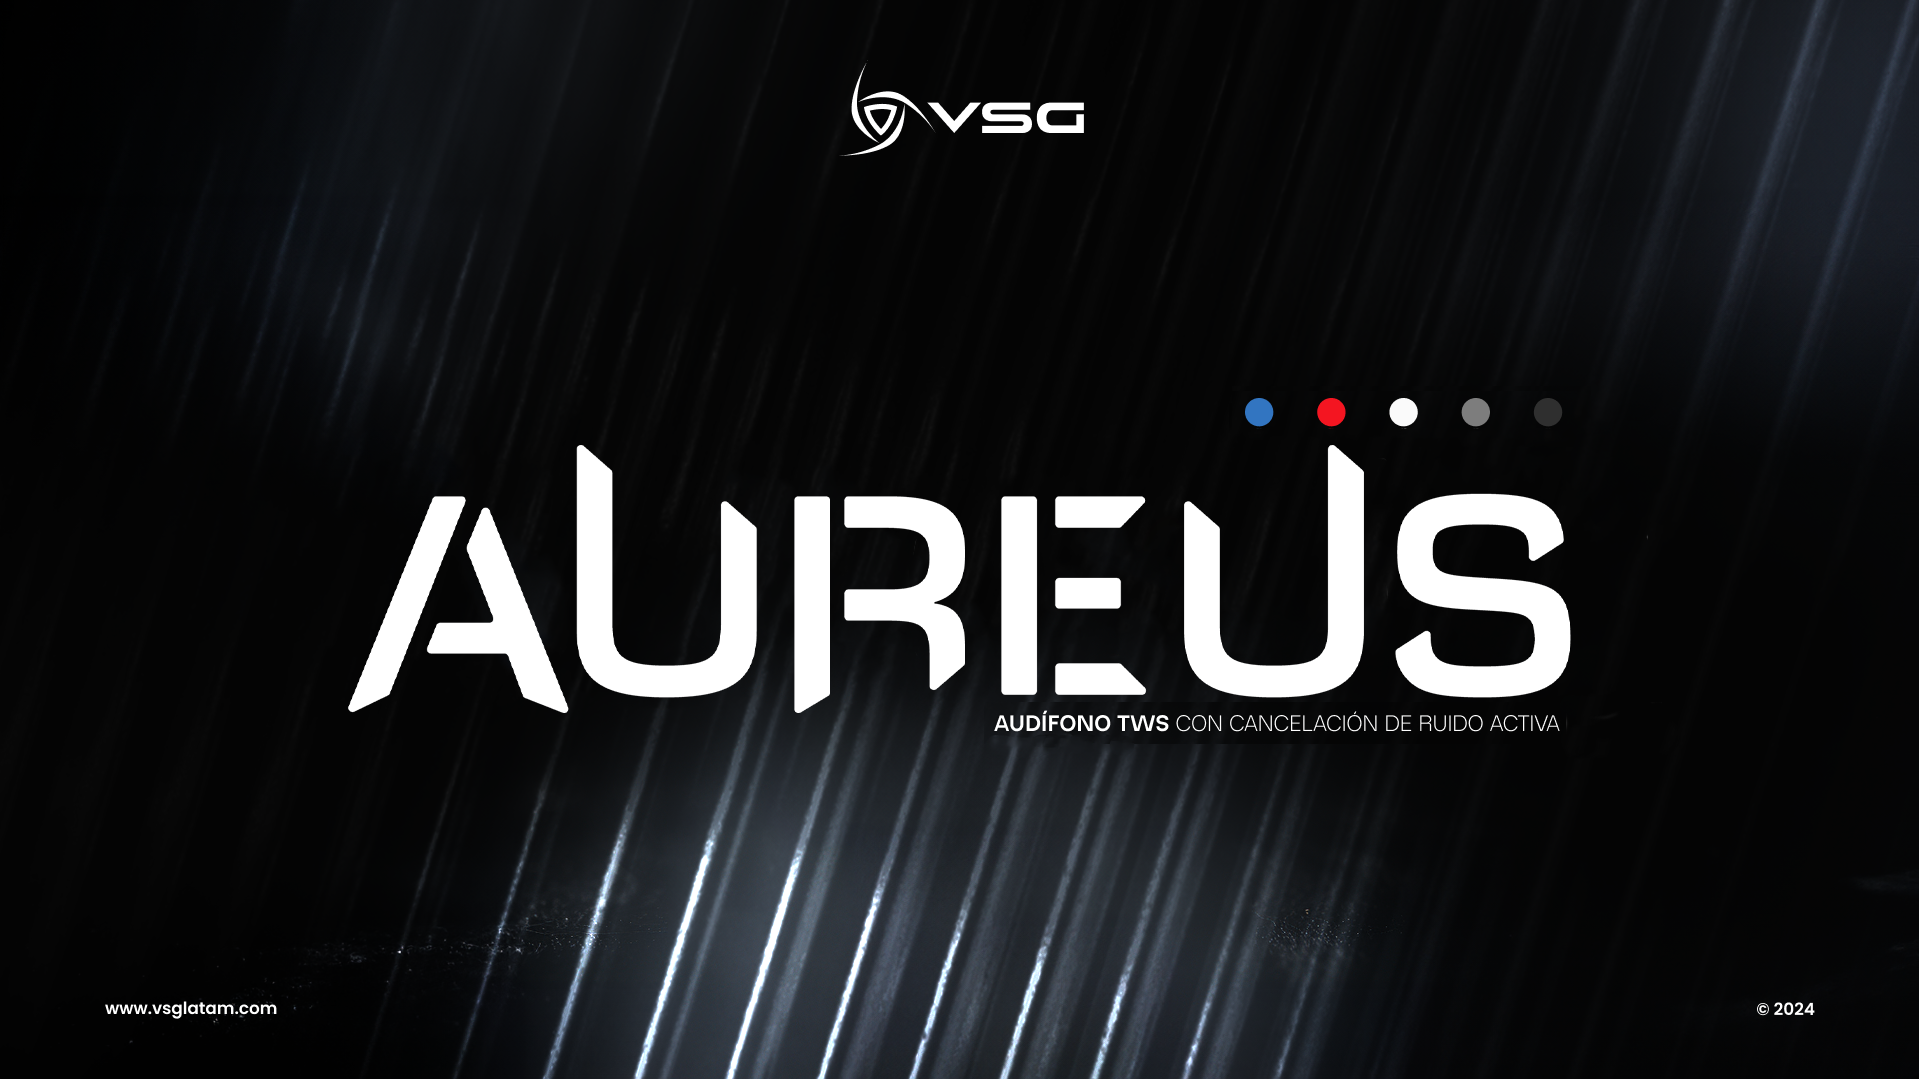 VSG
AUREUS
AUDÍFONO TWS CON CANCELACIÓN DE RUIDO ACTIVA
www.vsglatam.com
© 2024